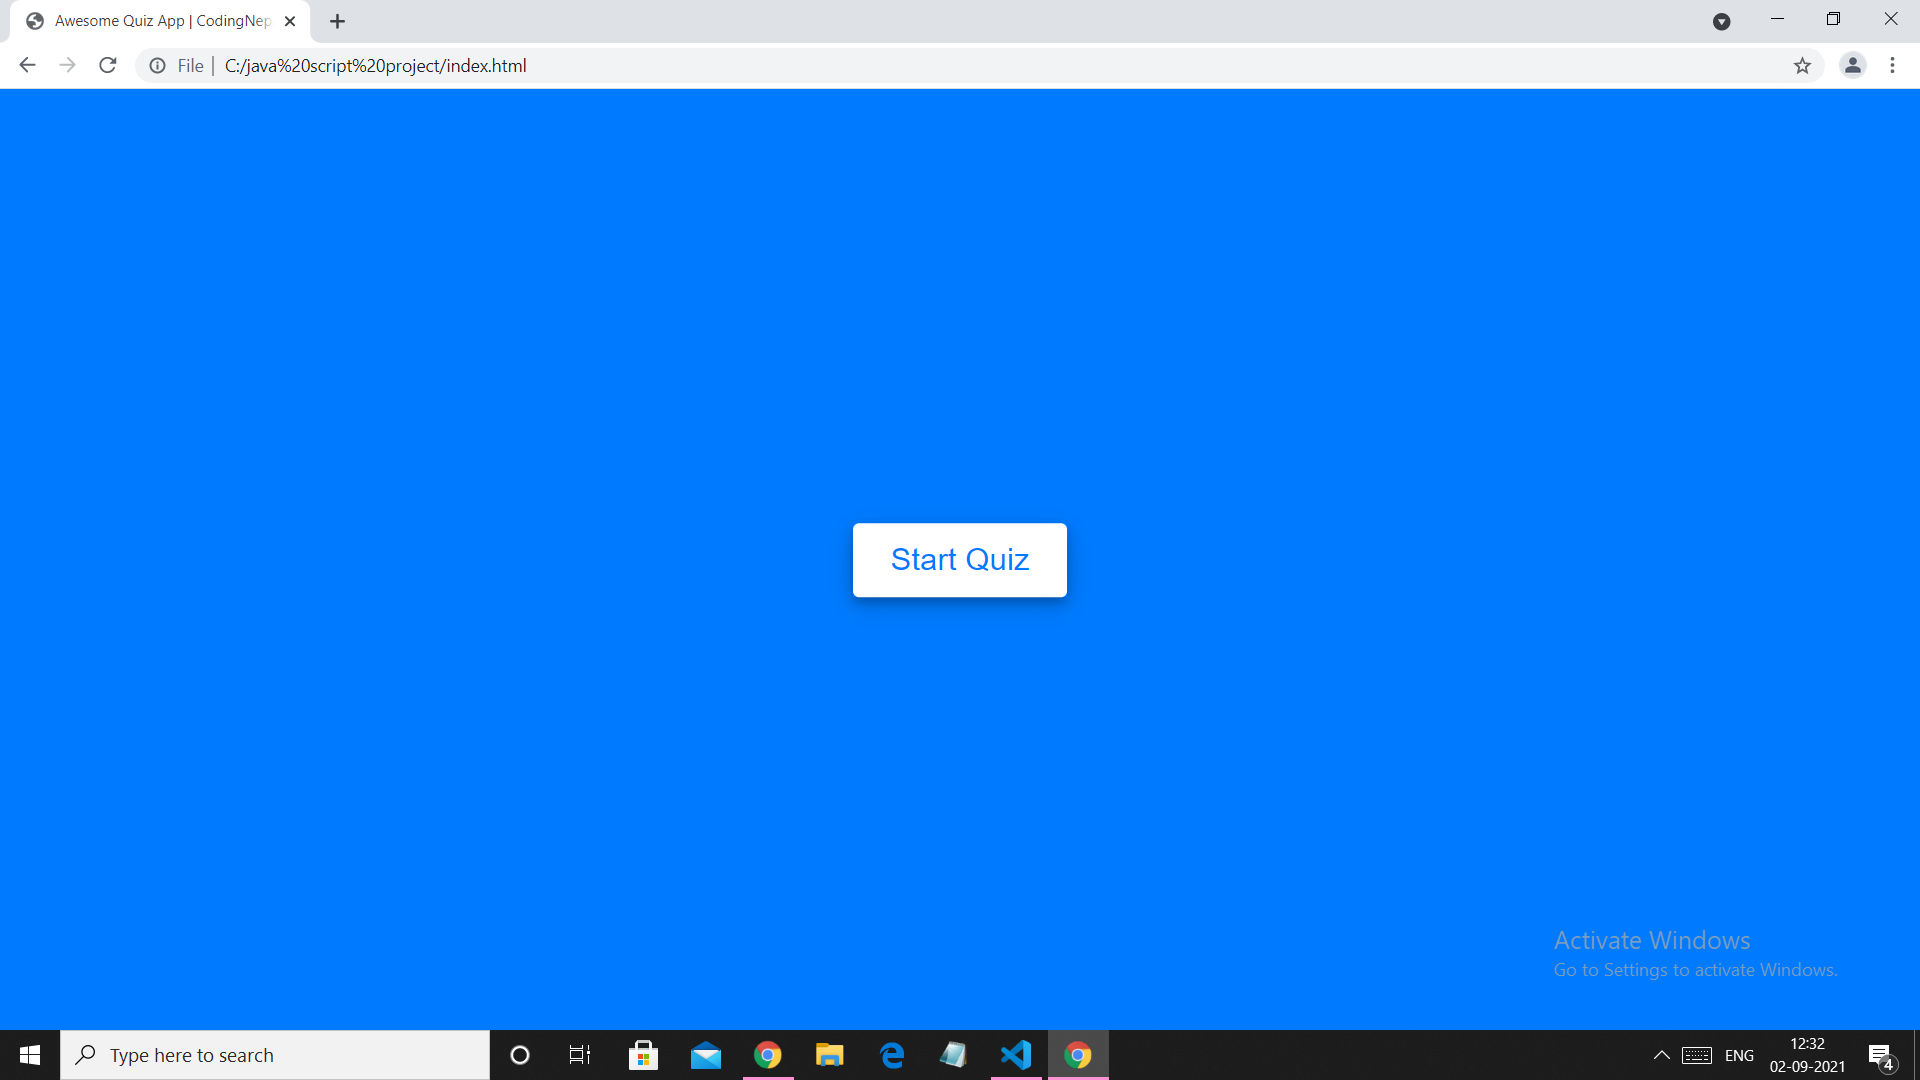 Awesome Quiz App | CodingNep
File | C:/java%20script%20project/index.html
Start Quiz
Activate Windows
Go to Settings to activate Windows.
Type here to search
ENG
12:32
02-09-2021
4